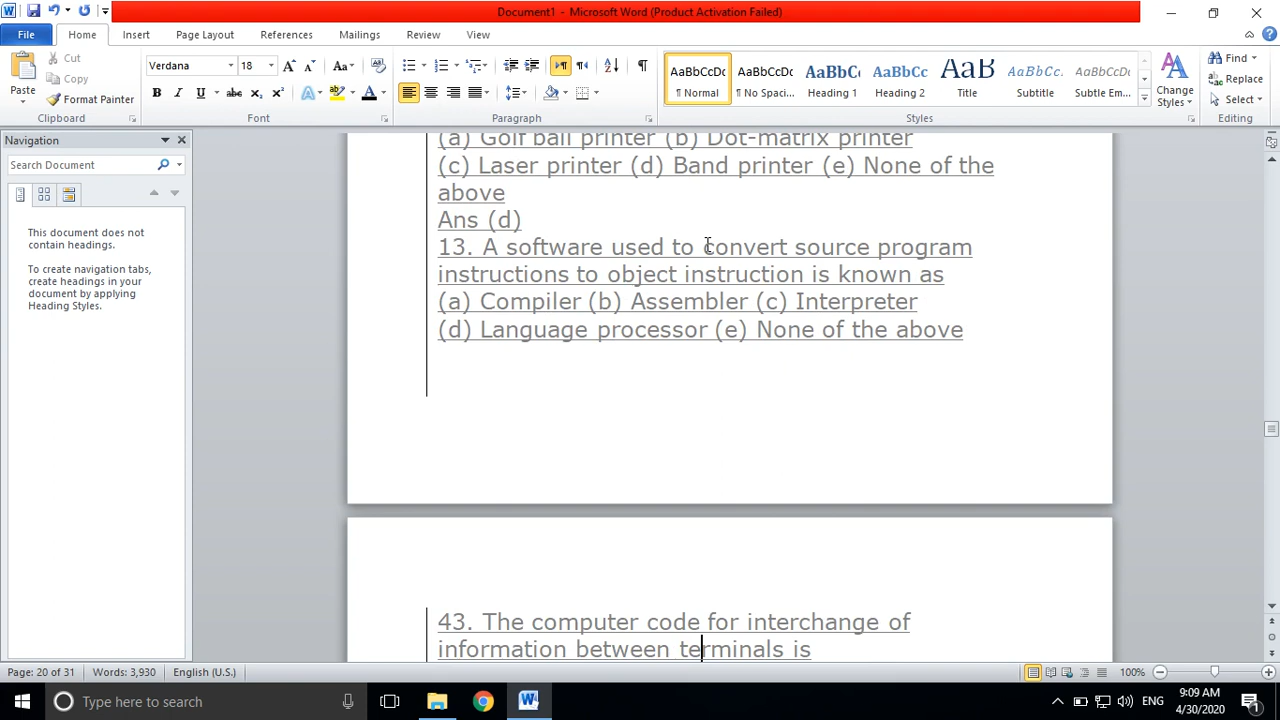 Document1 - Microsoft Word (Product Activation Failed)
File Home Insert Page Layout References Mailings Review View
Paste
Cut
Copy
Format Painter
Clipboard
Verdana 18
Font
Paragraph
AaBbCcDc AaBbCcDc AaBbCc AaBbCc AaB AaBbCc. AaBbCcDc
¶ Normal ¶ No Spaci... Heading 1 Heading 2 Title Subtitle Subtle Em...
Change Styles
Styles
Find
Replace
Select
Editing
Navigation
Search Document
This document does not
contain headings.
To create navigation tabs,
create headings in your
document by applying
Heading Styles.
(a) Golf ball printer (b) Dot-matrix printer
(c) Laser printer (d) Band printer (e) None of the
above
Ans (d)
13. A software used to convert source program
instructions to object instruction is known as
(a) Compiler (b) Assembler (c) Interpreter
(d) Language processor (e) None of the above
43. The computer code for interchange of
information between terminals is
Page: 20 of 31 Words: 3,930 English (U.S.) 100%
Type here to search
ENG
9:09 AM
4/30/2020